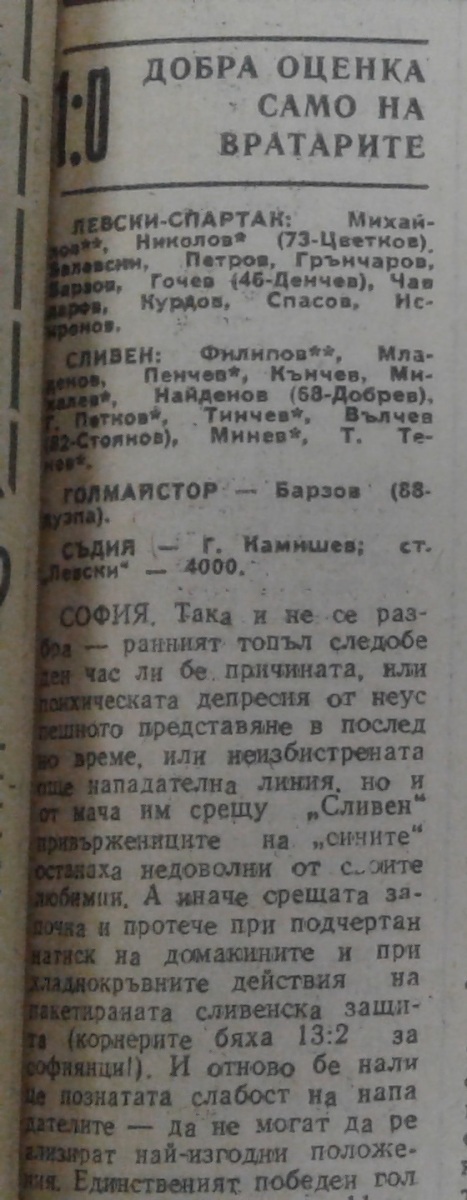 1:0
ДОБРА ОЦЕНКА
САМО НА
ВРАТАРИТЕ
ЛЕВСКИ-СПАРТАК: Михай-
лов**, Николов* (73-Цветков),
Балевски, Петров, Грънчаров,
Барзов, Гочев (46-Денчев), Чав
даров, Курдов, Спасов, Ис-
кренов.
СЛИВЕН: Филипов**, Мла-
денов, Пенчев*, Кънчев, Ми-
халев*, Найденов (68-Добрев),
Г. Петков*, Тинчев*, Вълчев
(82-Стоянов), Минев*, Т. Те-
нев*.
ГОЛМАЙСТОР — Барзов (88-
дузпа).
СЪДИЯ — Г. Камишев; ст.
„Левски“ — 4000.
СОФИЯ. Така и не се раз-
бра — ранният топъл следобе
ден час ли бе причината, или
психическата депресия от неус
пешното представяне в послед
но време, или неизбистрената
още нападателна линия, но и
от мача им срещу „Сливен“
привържениците на „сините“
останаха недоволни от своите
любимци. А иначе срещата за-
почна и протече при подчертан
натиск на домакините и при
хладнокръвните действия на
пакетираната сливенска защи-
та (корнерите бяха 13:2 за
софиянци!). И отново бе нали
це познатата слабост на напа
дателите — да не могат да ре
ализират най-изгодни положе-
ния. Единственият победен гол